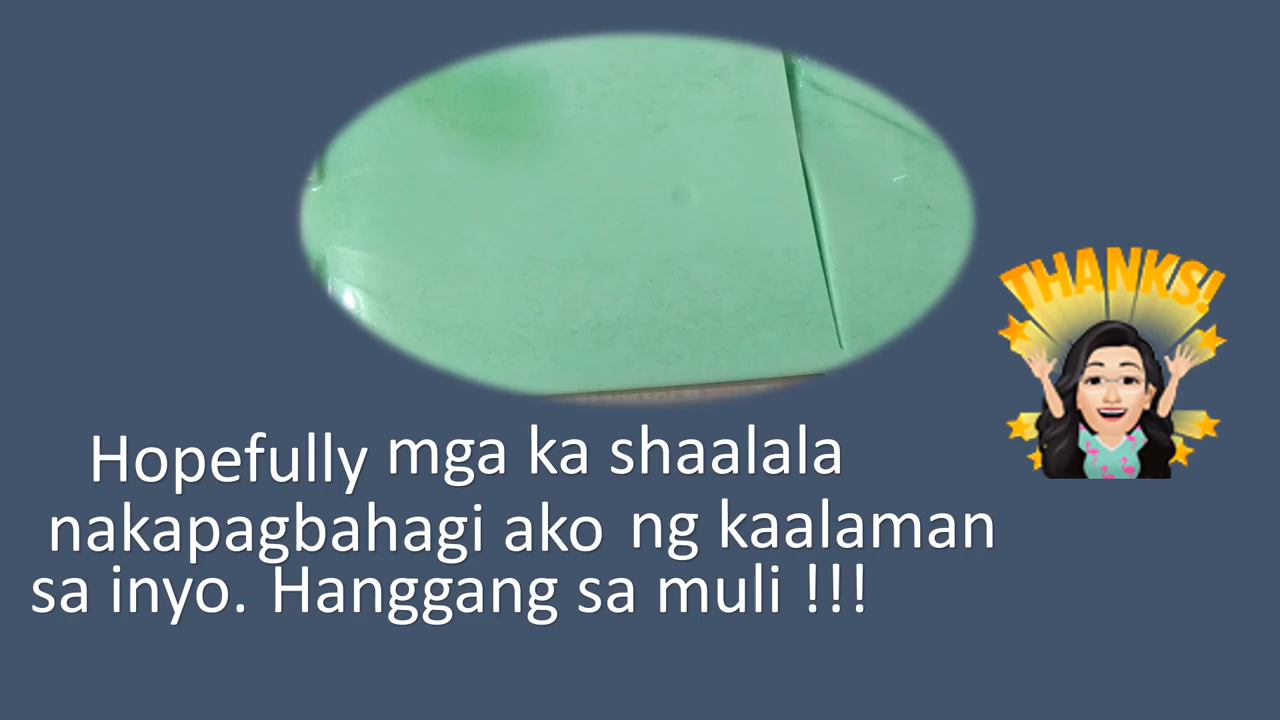 THANKS!
Hopefully mga ka shaalala
nakapagbahagi ako ng kaalaman
sa inyo. Hanggang sa muli !!!